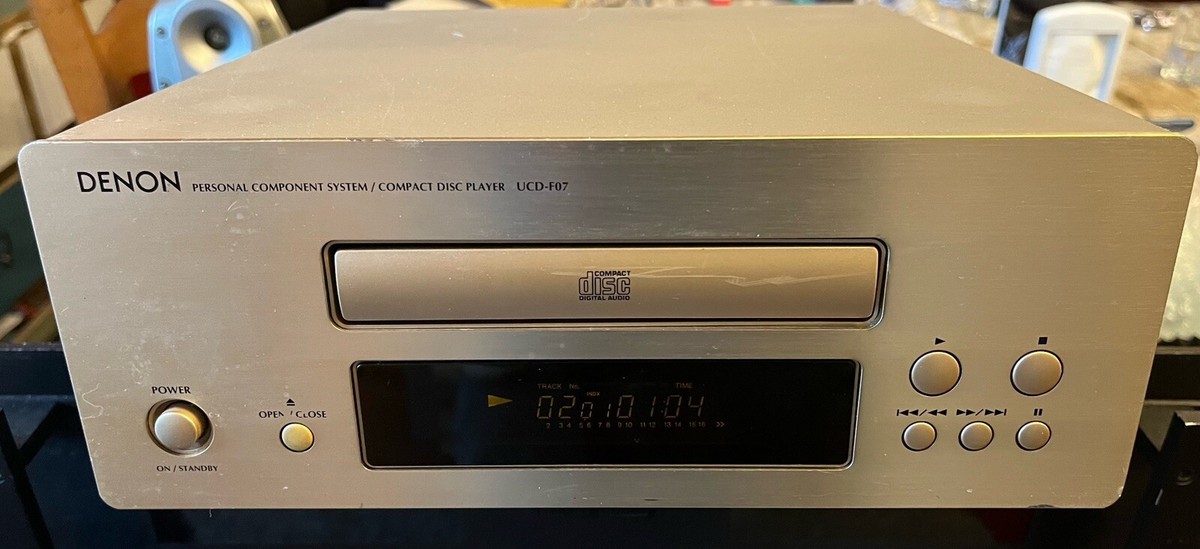 DENON PERSONAL COMPONENT SYSTEM / COMPACT DISC PLAYER UCD-F07
COMPACT
disc
DIGITAL AUDIO
POWER
OPEN / CLOSE
ON / STANDBY
TRACK No. INDEX TIME
02 01 01:04
2 3 4 5 6 7 8 9 10 11 12 13 14 15 16